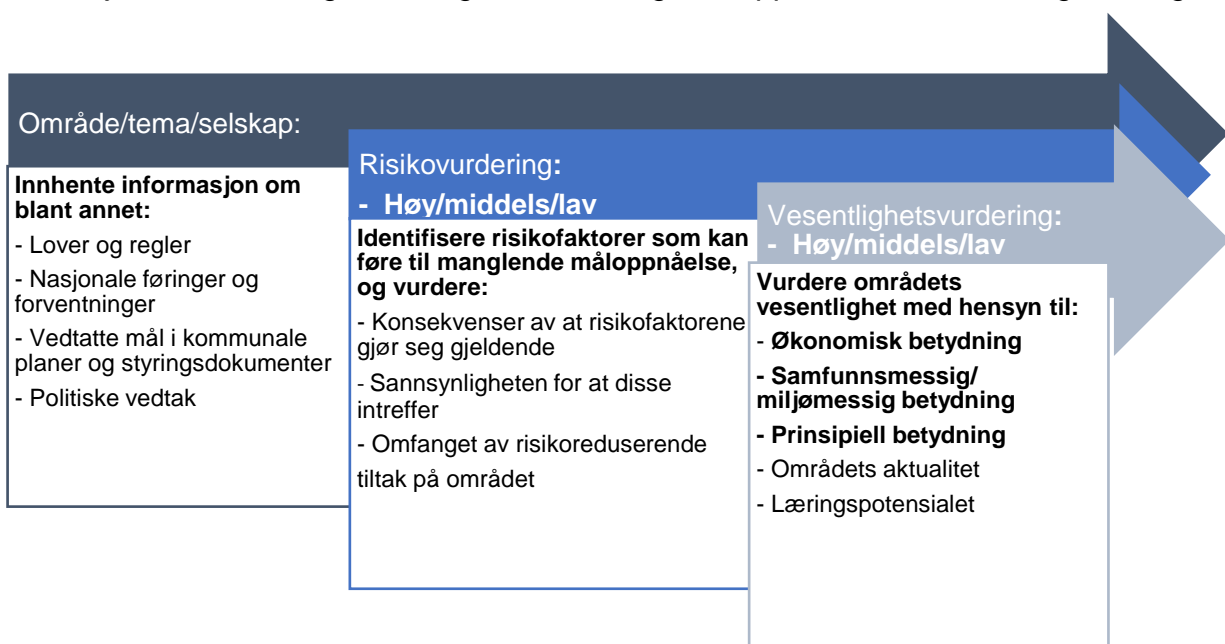 Område/tema/selskap:
Innhente informasjon om
blant annet:
- Lover og regler
- Nasjonale føringer og
forventninger
- Vedtatte mål i kommunale
planer og styringsdokumenter
- Politiske vedtak
Risikovurdering:
- Høy/middels/lav
Identifisere risikofaktorer som kan
føre til manglende måloppnåelse,
og vurdere:
- Konsekvenser av at risikofaktorene
gjør seg gjeldende
- Sannsynligheten for at disse
intreffer
- Omfanget av risikoreduserende
tiltak på området
Vesentlighetsvurdering:
- Høy/middels/lav
Vurdere områdets
vesentlighet med hensyn til:
- Økonomisk betydning
- Samfunnsmessig/
miljømessig betydning
- Prinsipiell betydning
- Områdets aktualitet
- Læringspotensialet